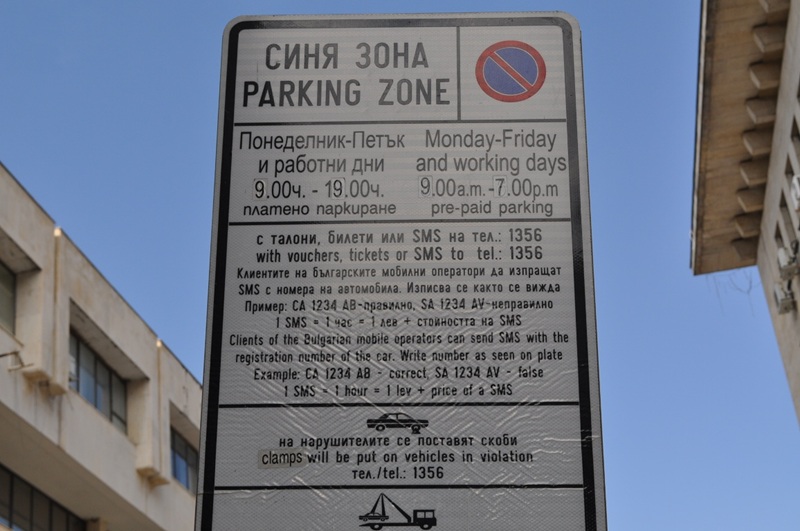 СИНЯ ЗОНА
PARKING ZONE
Понеделник-Петък
и работни дни
9.00ч. - 19.00ч.
платено паркиране
Monday-Friday
and working days
9.00a.m.-7.00p.m
pre-paid parking
с талони, билети или SMS на тел.: 1356
with vouchers, tickets or SMS to tel.: 1356
Клиентите на българските мобилни оператори да изпращат
SMS с номера на автомобила. Изписва се както се вижда
Пример: CA 1234 AB-правилно, SA 1234 AV-неправилно
1 SMS = 1 час = 1 лев + стойността на SMS
Clients of the Bulgarian mobile operators can send SMS with the
registration number of the car. Write number as seen on plate
Example: CA 1234 AB - correct, SA 1234 AV - false
1 SMS = 1 hour = 1 lev + price of a SMS
на нарушителите се поставят скоби
clamps will be put on vehicles in violation
тел./tel.: 1356